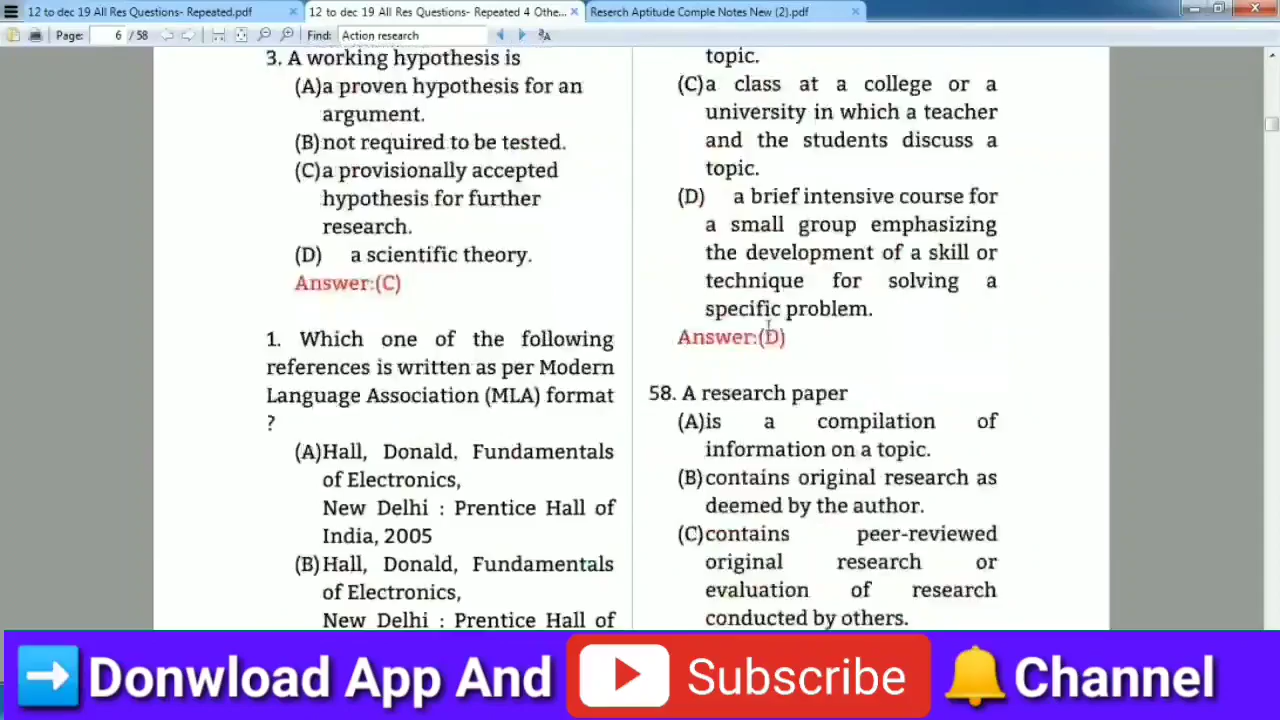 12 to dec 19 All Res Questions- Repeated.pdf
12 to dec 19 All Res Questions- Repeated 4 Othe...
Reserch Aptitude Comple Notes New (2).pdf
Page: 6 / 58 Find: Action research
3. A working hypothesis is
(A)a proven hypothesis for an
argument.
(B)not required to be tested.
(C)a provisionally accepted
hypothesis for further
research.
(D) a scientific theory.
Answer:(C)
1. Which one of the following
references is written as per Modern
Language Association (MLA) format
?
(A)Hall, Donald. Fundamentals
of Electronics,
New Delhi : Prentice Hall of
India, 2005
(B)Hall, Donald, Fundamentals
of Electronics,
New Delhi : Prentice Hall of
topic.
(C)a class at a college or a
university in which a teacher
and the students discuss a
topic.
(D) a brief intensive course for
a small group emphasizing
the development of a skill or
technique for solving a
specific problem.
Answer:(D)
58. A research paper
(A)is a compilation of
information on a topic.
(B)contains original research as
deemed by the author.
(C)contains peer-reviewed
original research or
evaluation of research
conducted by others.
Donwload App And Subscribe Channel